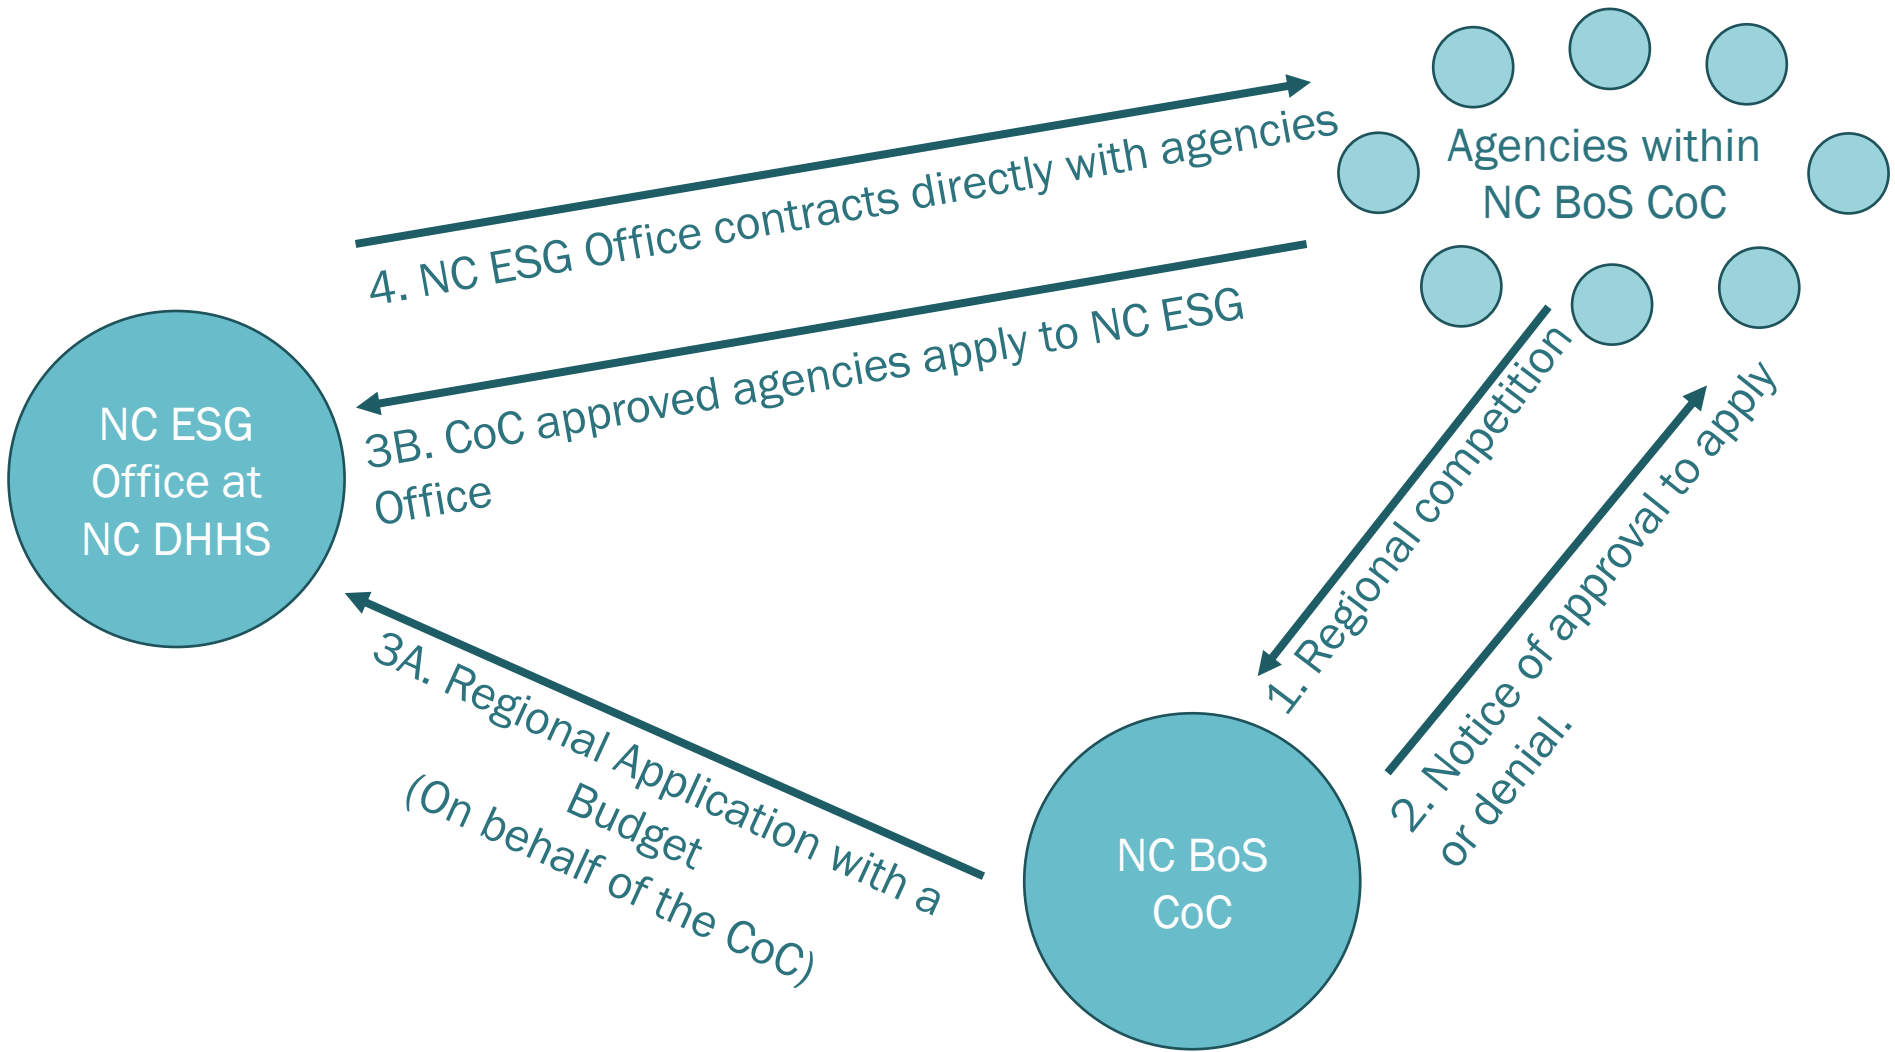 Agencies within
NC BoS CoC
4. NC ESG Office contracts directly with agencies
3B. CoC approved agencies apply to NC ESG
Office
NC ESG
Office at
NC DHHS
1. Regional competition
2. Notice of approval to apply
or denial.
3A. Regional Application with a
Budget
(On behalf of the CoC)
NC BoS
CoC